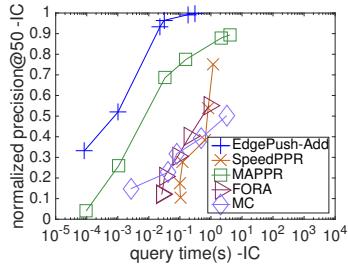 normalized precision@50 -IC
1
0.9
0.8
0.7
0.6
0.5
0.4
0.3
0.2
0.1
0
EdgePush-Add
SpeedPPR
MAPPR
FORA
MC
10^-5 10^-4 10^-3 10^-2 10^-1 10^0 10^1 10^2 10^3 10^4
query time(s) -IC